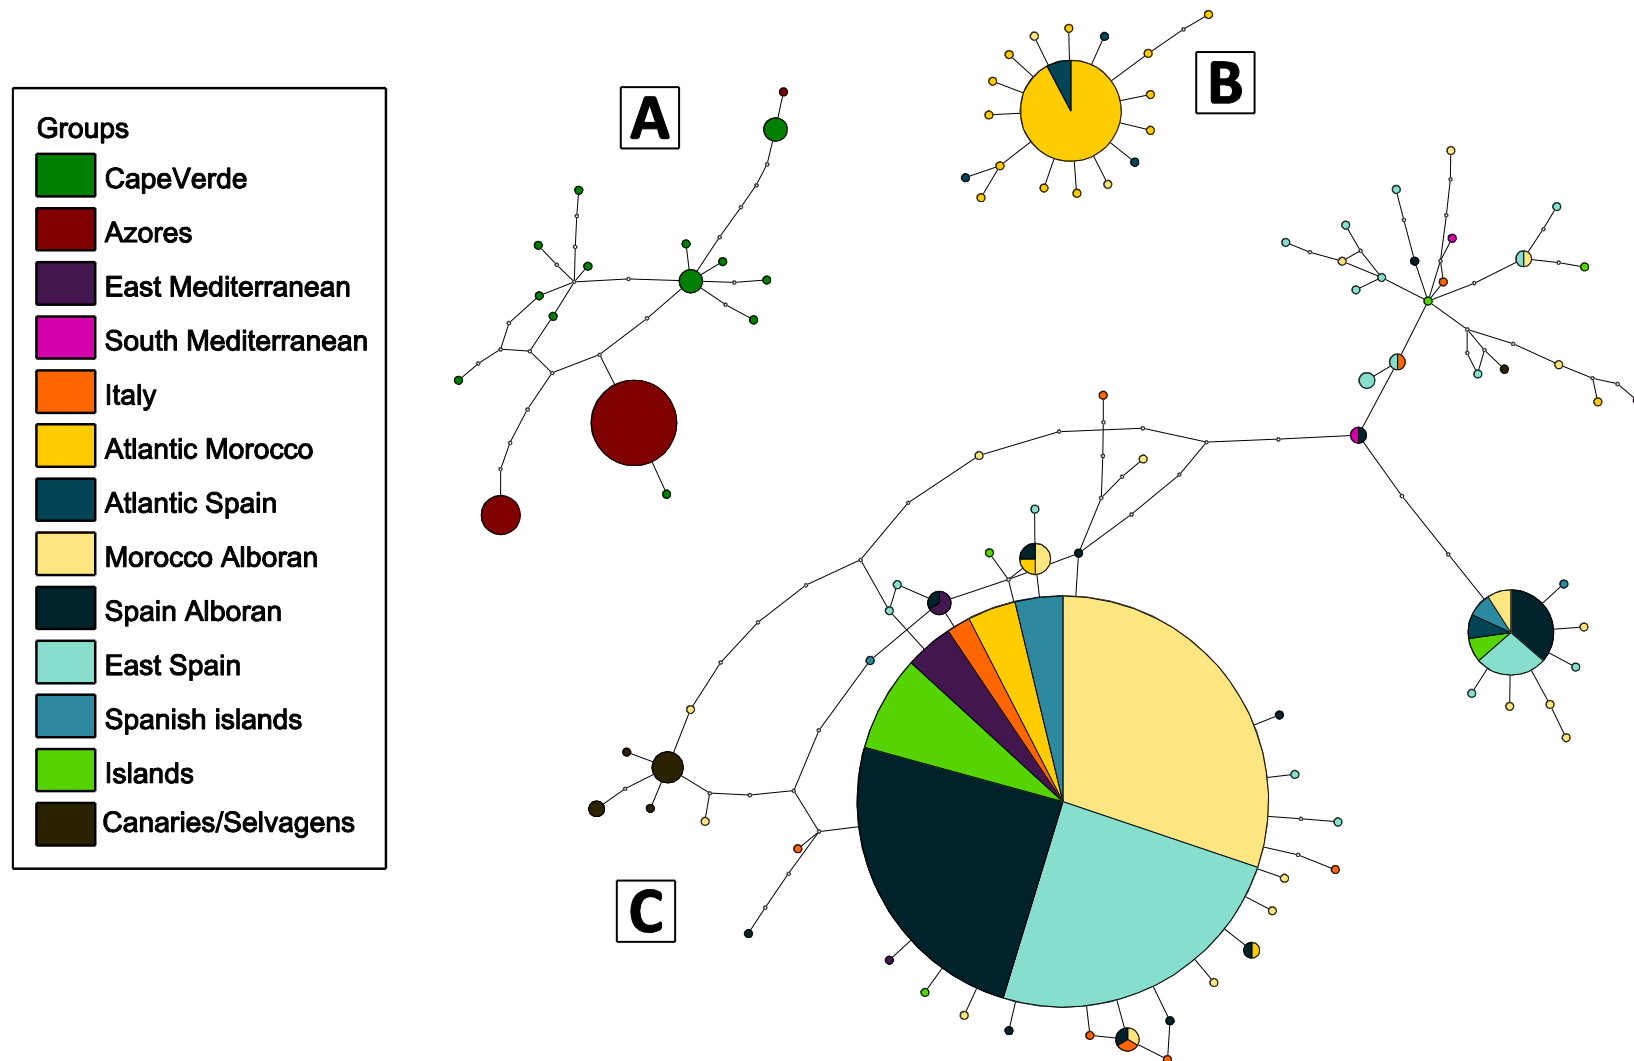 A
B
Groups
CapeVerde
Azores
East Mediterranean
South Mediterranean
Italy
Atlantic Morocco
Atlantic Spain
Morocco Alboran
Spain Alboran
East Spain
Spanish islands
Islands
Canaries/Selvagens
C